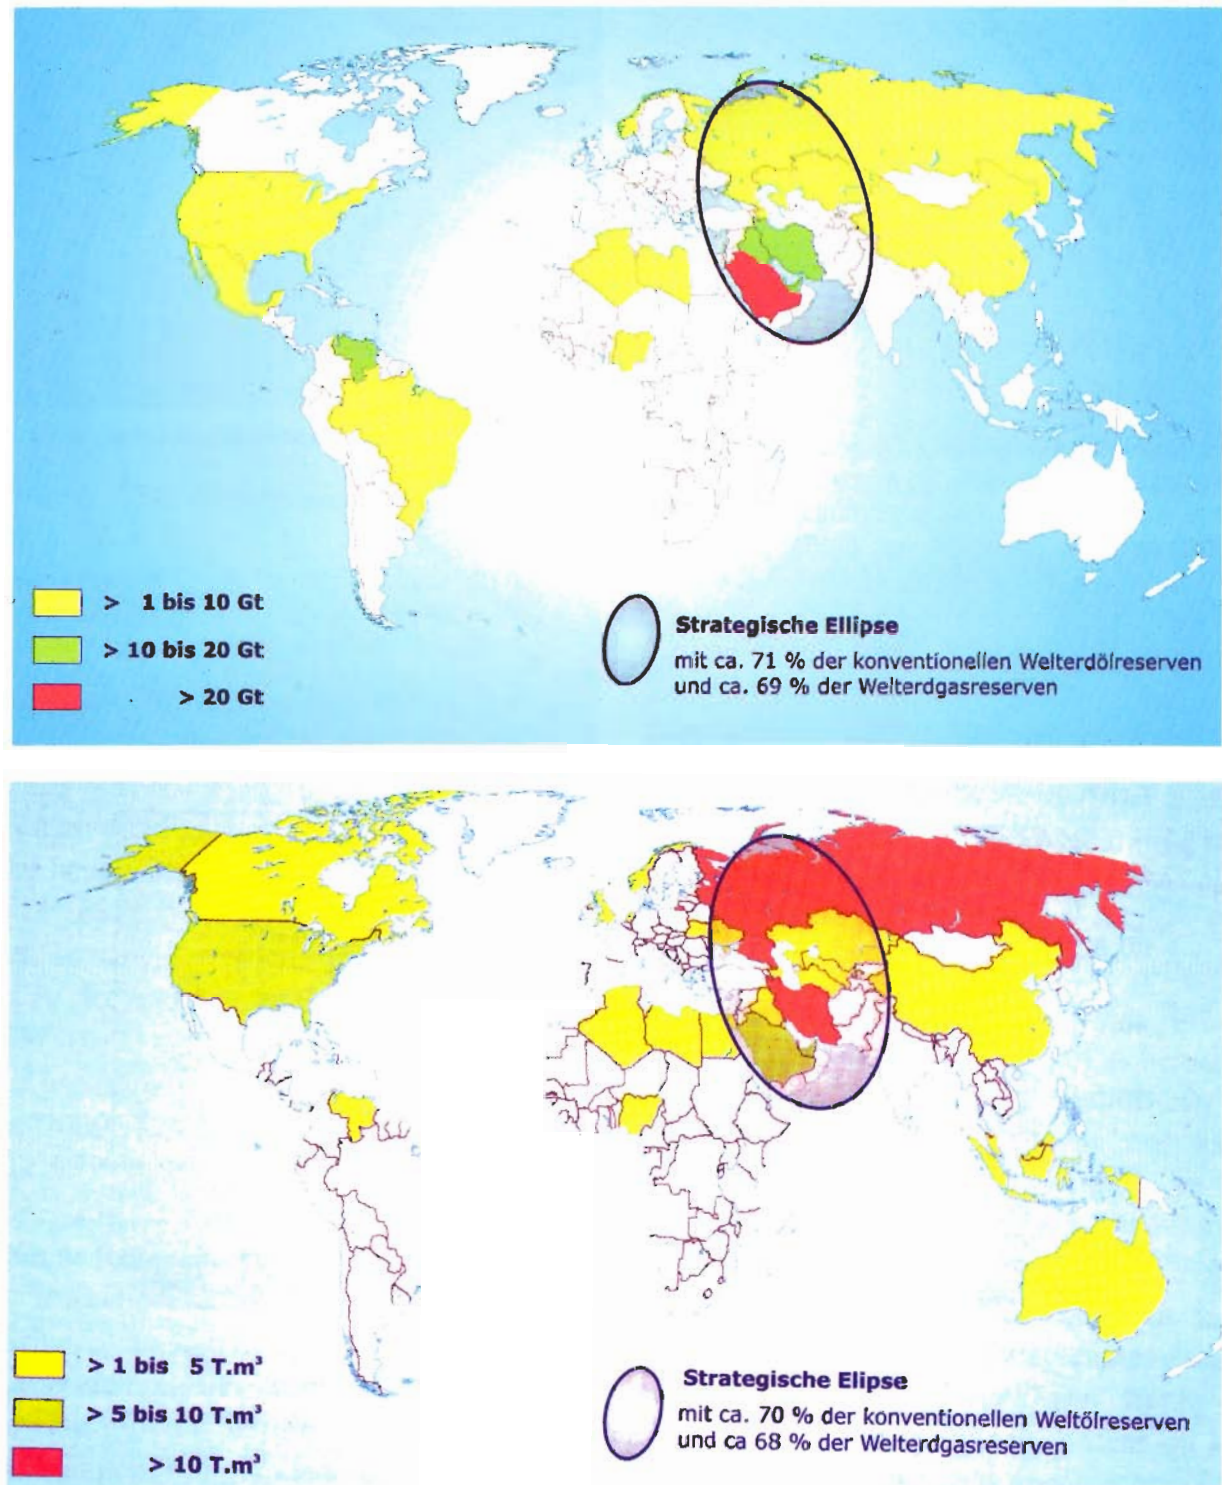 > 1 bis 10 Gt
> 10 bis 20 Gt
> 20 Gt
Strategische Ellipse
mit ca. 71 % der konventionellen Welterdölreserven
und ca. 69 % der Welterdgasreserven
> 1 bis 5 T.m³
> 5 bis 10 T.m³
> 10 T.m³
Strategische Elipse
mit ca. 70 % der konventionellen Weltölreserven
und ca 68 % der Welterdgasreserven